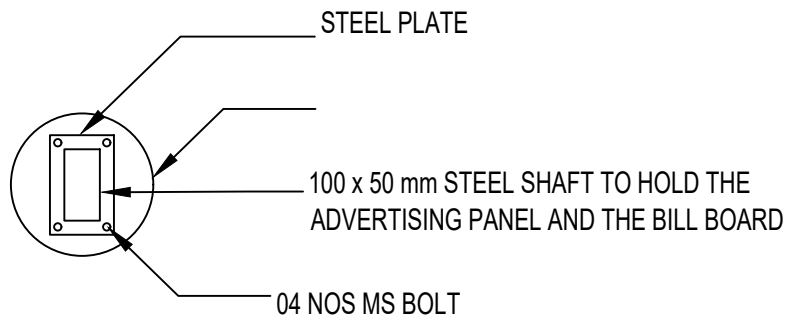 STEEL PLATE
100 x 50 mm STEEL SHAFT TO HOLD THE
ADVERTISING PANEL AND THE BILL BOARD
04 NOS MS BOLT